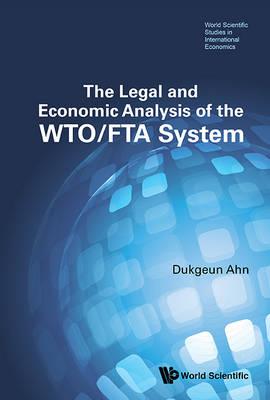 World Scientific
Studies in
International
Economics
The Legal and
Economic Analysis of the
WTO/FTA System
Dukgeun Ahn
World Scientific